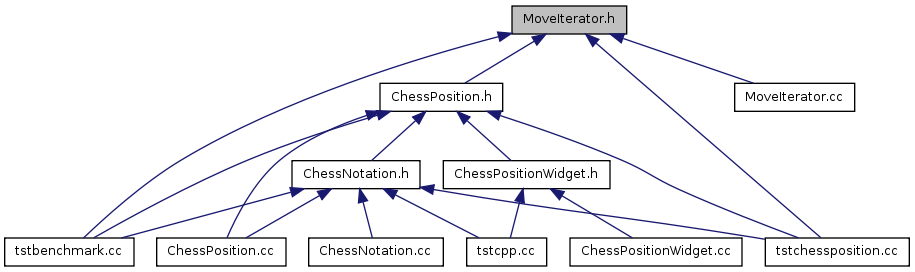 MoveIterator.h
ChessPosition.h
MoveIterator.cc
ChessNotation.h
ChessPositionWidget.h
tstbenchmark.cc
ChessPosition.cc
ChessNotation.cc
tstcpp.cc
ChessPositionWidget.cc
tstchessposition.cc